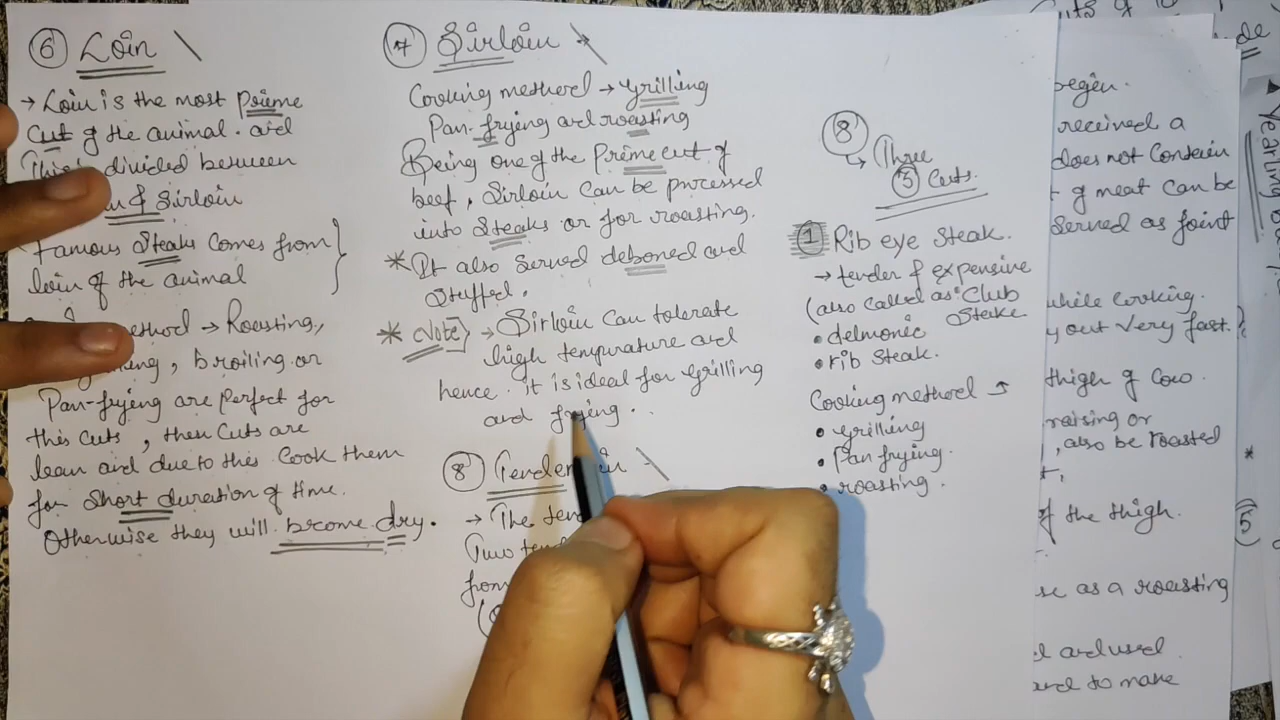 6 Loin
→ Loin is the most prime
cut of the animal. and
This is divided between
& Sirloin
famous Steaks comes from
loin of the animal
method → Roasting,
broiling or
Pan-frying are perfect for
this cuts, then cuts are
lean and due to this Cook them
for Short duration of time.
Otherwise they will become dry.
7 Sirloin
Cooking method → grilling
Pan-frying and roasting
Being one of the Prime cut of
beef, Sirloin can be processed
into Steaks or for roasting.
* It also served deboned and
Stuffed.
* Note → Sirloin can tolerate
high temperature and
hence it is ideal for grilling
and frying.
8
→ The
Two
from
8
→ Three
5 Cuts.
1 Rib eye Steak.
→ tender & expensive
(also called as: Club
Steake
• delmonic
• rib Steak.
Cooking method
• grilling
• Pan frying.
• roasting.
received a
does not contain
of meat can be
Served as joint
while cooking.
out very fast.
thigh of cow.
or
, also be roasted
of the thigh.
5
as a roasting
and used
to make
Yearling
*